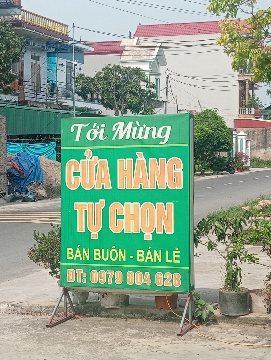 Tới Mừng
CỬA HÀNG
TỰ CHỌN
BÁN BUÔN - BÁN LẺ
ĐT: 0979 804 626